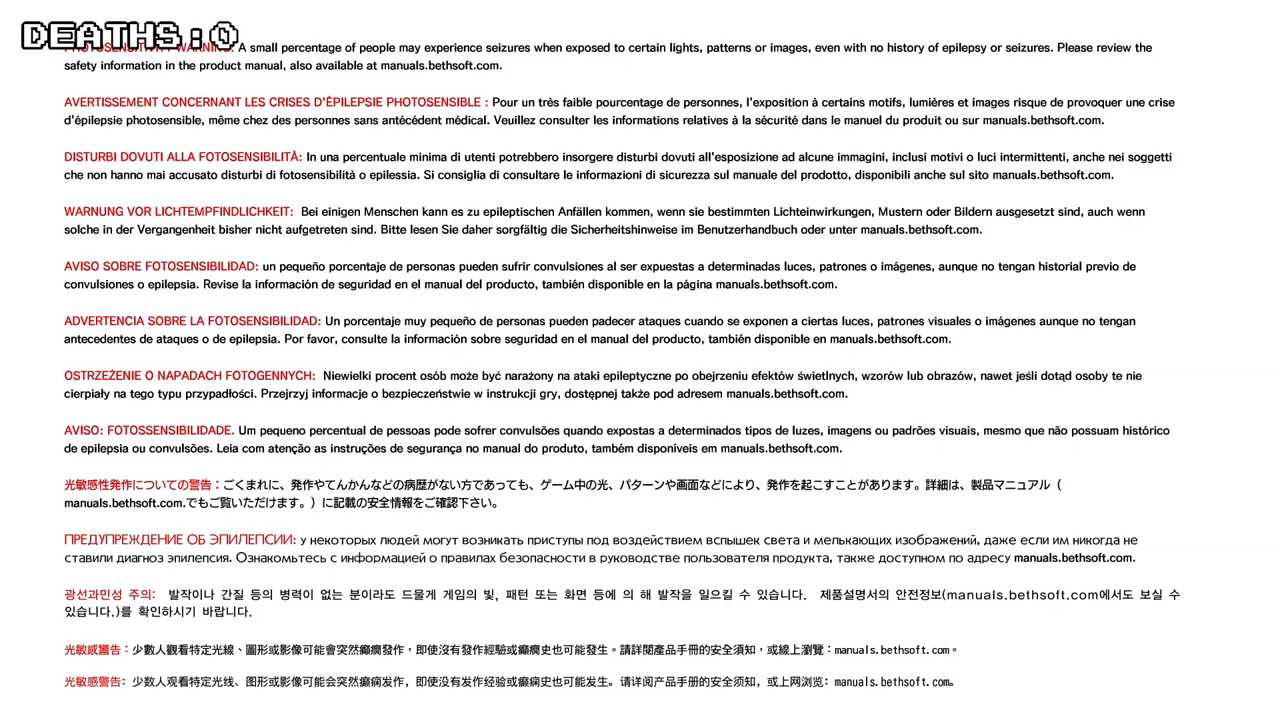 DEATHS:0
PHOTOSENSITIVITY WARNING: A small percentage of people may experience seizures when exposed to certain lights, patterns or images, even with no history of epilepsy or seizures. Please review the
safety information in the product manual, also available at manuals.bethsoft.com.
AVERTISSEMENT CONCERNANT LES CRISES D'ÉPILEPSIE PHOTOSENSIBLE : Pour un très faible pourcentage de personnes, l'exposition à certains motifs, lumières et images risque de provoquer une crise
d'épilepsie photosensible, même chez des personnes sans antécédent médical. Veuillez consulter les informations relatives à la sécurité dans le manuel du produit ou sur manuals.bethsoft.com.
DISTURBI DOVUTI ALLA FOTOSENSIBILITÀ: In una percentuale minima di utenti potrebbero insorgere disturbi dovuti all'esposizione ad alcune immagini, inclusi motivi o luci intermittenti, anche nei soggetti
che non hanno mai accusato disturbi di fotosensibilità o epilessia. Si consiglia di consultare le informazioni di sicurezza sul manuale del prodotto, disponibili anche sul sito manuals.bethsoft.com.
WARNUNG VOR LICHTEMPFINDLICHKEIT: Bei einigen Menschen kann es zu epileptischen Anfällen kommen, wenn sie bestimmten Lichteinwirkungen, Mustern oder Bildern ausgesetzt sind, auch wenn
solche in der Vergangenheit bisher nicht aufgetreten sind. Bitte lesen Sie daher sorgfältig die Sicherheitshinweise im Benutzerhandbuch oder unter manuals.bethsoft.com.
AVISO SOBRE FOTOSENSIBILIDAD: un pequeño porcentaje de personas pueden sufrir convulsiones al ser expuestas a determinadas luces, patrones o imágenes, aunque no tengan historial previo de
convulsiones o epilepsia. Revise la información de seguridad en el manual del producto, también disponible en la página manuals.bethsoft.com.
ADVERTENCIA SOBRE LA FOTOSENSIBILIDAD: Un porcentaje muy pequeño de personas pueden padecer ataques cuando se exponen a ciertas luces, patrones visuales o imágenes aunque no tengan
antecedentes de ataques o de epilepsia. Por favor, consulte la información sobre seguridad en el manual del producto, también disponible en manuals.bethsoft.com.
OSTRZEŻENIE O NAPADACH FOTOGENNYCH: Niewielki procent osób może być narażony na ataki epileptyczne po obejrzeniu efektów świetlnych, wzorów lub obrazów, nawet jeśli dotąd osoby te nie
cierpiały na tego typu przypadłości. Przejrzyj informacje o bezpieczeństwie w instrukcji gry, dostępnej także pod adresem manuals.bethsoft.com.
AVISO: FOTOSSENSIBILIDADE. Um pequeno percentual de pessoas pode sofrer convulsões quando expostas a determinados tipos de luzes, imagens ou padrões visuais, mesmo que não possuam histórico
de epilepsia ou convulsões. Leia com atenção as instruções de segurança no manual do produto, também disponíveis em manuals.bethsoft.com.
光敏感性発作についての警告：ごくまれに、発作やてんかんなどの病歴がない方であっても、ゲーム中の光、パターンや画面などにより、発作を起こすことがあります。詳細は、製品マニュアル（
manuals.bethsoft.com.でもご覧いただけます。）に記載の安全情報をご確認下さい。
ПРЕДУПРЕЖДЕНИЕ ОБ ЭПИЛЕПСИИ: у некоторых людей могут возникать приступы под воздействием вспышек света и мелькающих изображений, даже если им никогда не
ставили диагноз эпилепсия. Ознакомьтесь с информацией о правилах безопасности в руководстве пользователя продукта, также доступном по адресу manuals.bethsoft.com.
광선과민성 주의: 발작이나 간질 등의 병력이 없는 분이라도 드물게 게임의 빛, 패턴 또는 화면 등에 의 해 발작을 일으킬 수 있습니다. 제품설명서의 안전정보(manuals.bethsoft.com에서도 보실 수
있습니다.)를 확인하시기 바랍니다.
光敏感警告：少數人觀看特定光線、圖形或影像可能會突然癲癇發作，即使沒有發作經驗或癲癇史也可能發生。請詳閱產品手冊的安全須知，或線上瀏覽：manuals.bethsoft.com。
光敏感警告: 少数人观看特定光线、图形或影像可能会突然癫痫发作，即使没有发作经验或癫痫史也可能发生。请详阅产品手册的安全须知，或上网浏览: manuals.bethsoft.com。